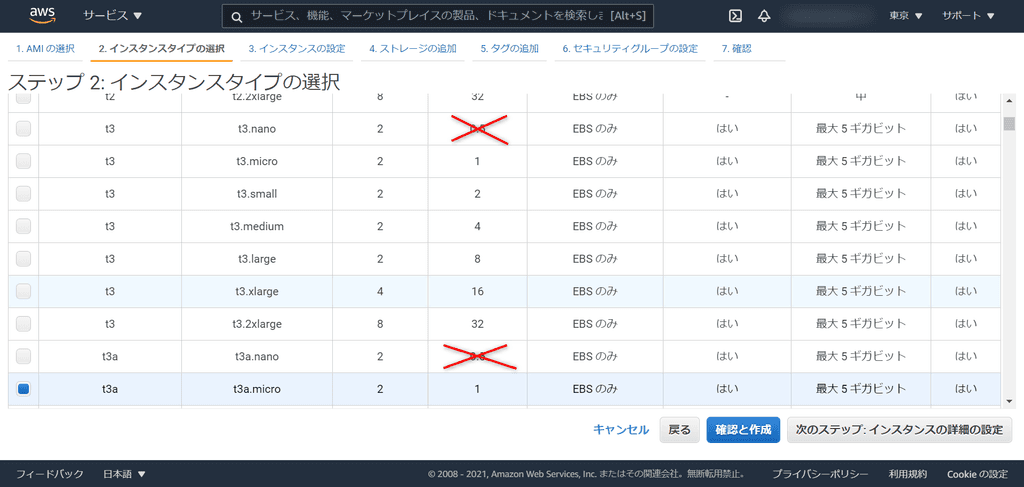 aws
サービス ▼
サービス、機能、マーケットプレイスの製品、ドキュメントを検索しま [Alt+S]
東京 ▼
サポート ▼
1. AMI の選択
2. インスタンスタイプの選択
3. インスタンスの設定
4. ストレージの追加
5. タグの追加
6. セキュリティグループの設定
7. 確認
ステップ 2: インスタンスタイプの選択
t2 t2.2xlarge 8 32 EBS のみ - 中 はい
t3 t3.nano 2 EBS のみ はい 最大 5 ギガビット はい
t3 t3.micro 2 1 EBS のみ はい 最大 5 ギガビット はい
t3 t3.small 2 2 EBS のみ はい 最大 5 ギガビット はい
t3 t3.medium 2 4 EBS のみ はい 最大 5 ギガビット はい
t3 t3.large 2 8 EBS のみ はい 最大 5 ギガビット はい
t3 t3.xlarge 4 16 EBS のみ はい 最大 5 ギガビット はい
t3 t3.2xlarge 8 32 EBS のみ はい 最大 5 ギガビット はい
t3a t3a.nano 2 EBS のみ はい 最大 5 ギガビット はい
t3a t3a.micro 2 1 EBS のみ はい 最大 5 ギガビット はい
キャンセル 戻る 確認と作成 次のステップ: インスタンスの詳細の設定
フィードバック 日本語 ▼ © 2008 - 2021, Amazon Web Services, Inc. またはその関連会社。無断転用禁止。 プライバシーポリシー 利用規約 Cookie の設定